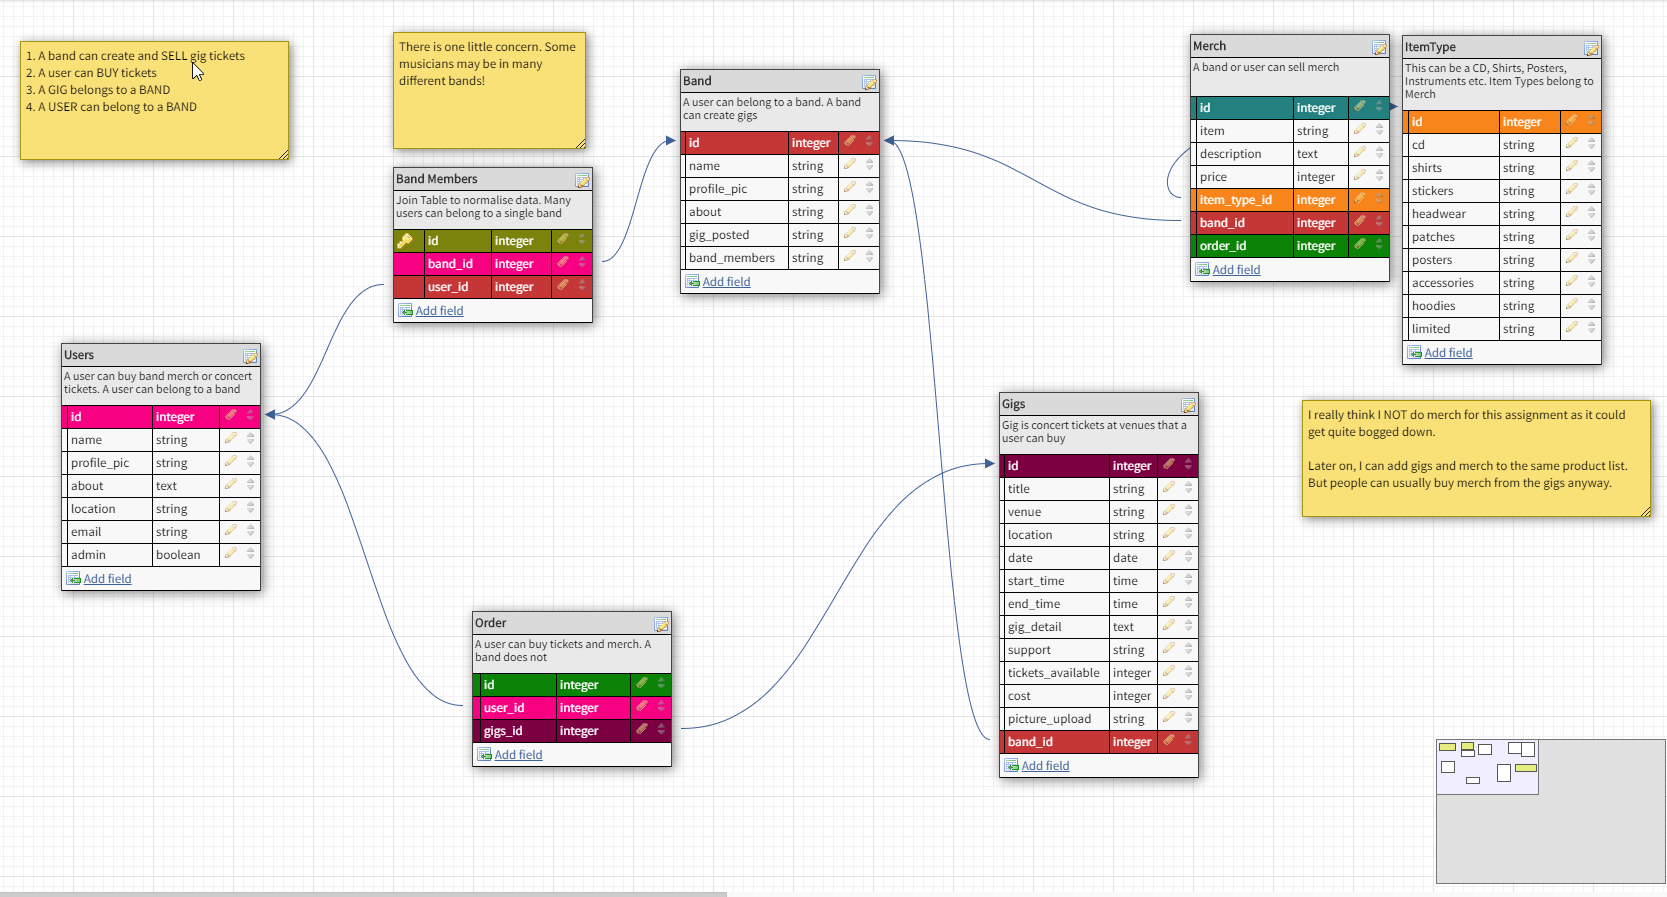 1. A band can create and SELL gig tickets
2. A user can BUY tickets
3. A GIG belongs to a BAND
4. A USER can belong to a BAND
There is one little concern. Some
musicians may be in many
different bands!
Band Members
Join Table to normalise data. Many
users can belong to a single band
id integer
band_id integer
user_id integer
Add field
Band
A user can belong to a band. A band
can create gigs
id integer
name string
profile_pic string
about string
gig_posted string
band_members string
Add field
Merch
A band or user can sell merch
id integer
item string
description text
price integer
item_type_id integer
band_id integer
order_id integer
Add field
ItemType
This can be a CD, Shirts, Posters,
Instruments etc. Item Types belong to
Merch
id integer
cd string
shirts string
stickers string
headwear string
patches string
posters string
accessories string
hoodies string
limited string
Add field
Users
A user can buy band merch or concert
tickets. A user can belong to a band
id integer
name string
profile_pic string
about text
location string
email string
admin boolean
Add field
Gigs
Gig is concert tickets at venues that a
user can buy
id integer
title string
venue string
location string
date date
start_time time
end_time time
gig_detail text
support string
tickets_available integer
cost integer
picture_upload string
band_id integer
Add field
I really think I NOT do merch for this assignment as it could
get quite bogged down.
Later on, I can add gigs and merch to the same product list.
But people can usually buy merch from the gigs anyway.
Order
A user can buy tickets and merch. A
band does not
id integer
user_id integer
gigs_id integer
Add field